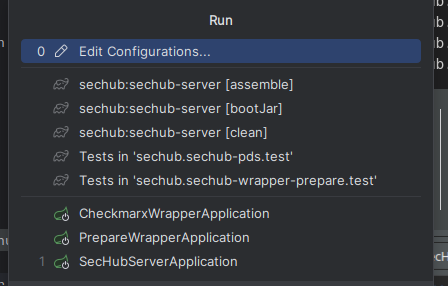 Run
0 Edit Configurations...
sechub:sechub-server [assemble]
sechub:sechub-server [bootJar]
sechub:sechub-server [clean]
Tests in 'sechub.sechub-pds.test'
Tests in 'sechub.sechub-wrapper-prepare.test'
CheckmarxWrapperApplication
PrepareWrapperApplication
1 SecHubServerApplication